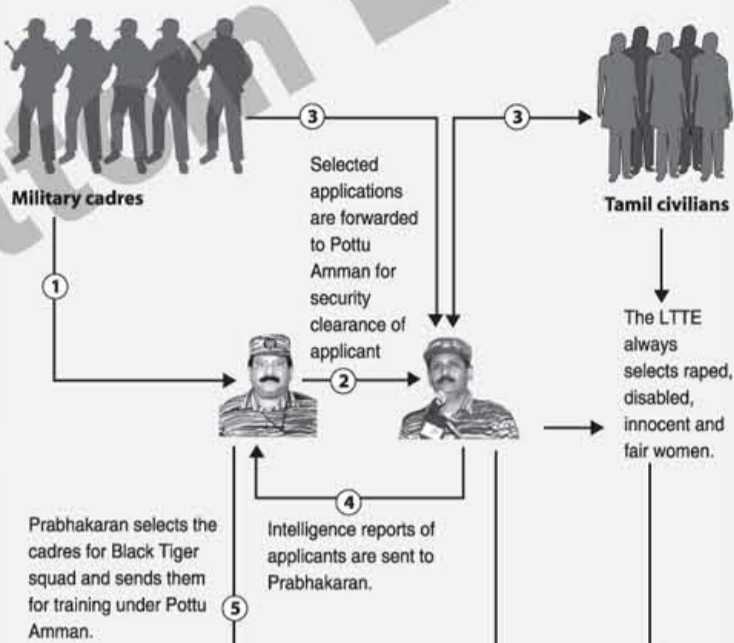 3
3
Military cadres
Tamil civilians
Selected
applications
are forwarded
to Pottu
Amman for
security
clearance of
applicant
1
2
The LTTE
always
selects raped,
disabled,
innocent and
fair women.
4
Prabhakaran selects the
cadres for Black Tiger
squad and sends them
for training under Pottu
Amman.
5
Intelligence reports of
applicants are sent to
Prabhakaran.